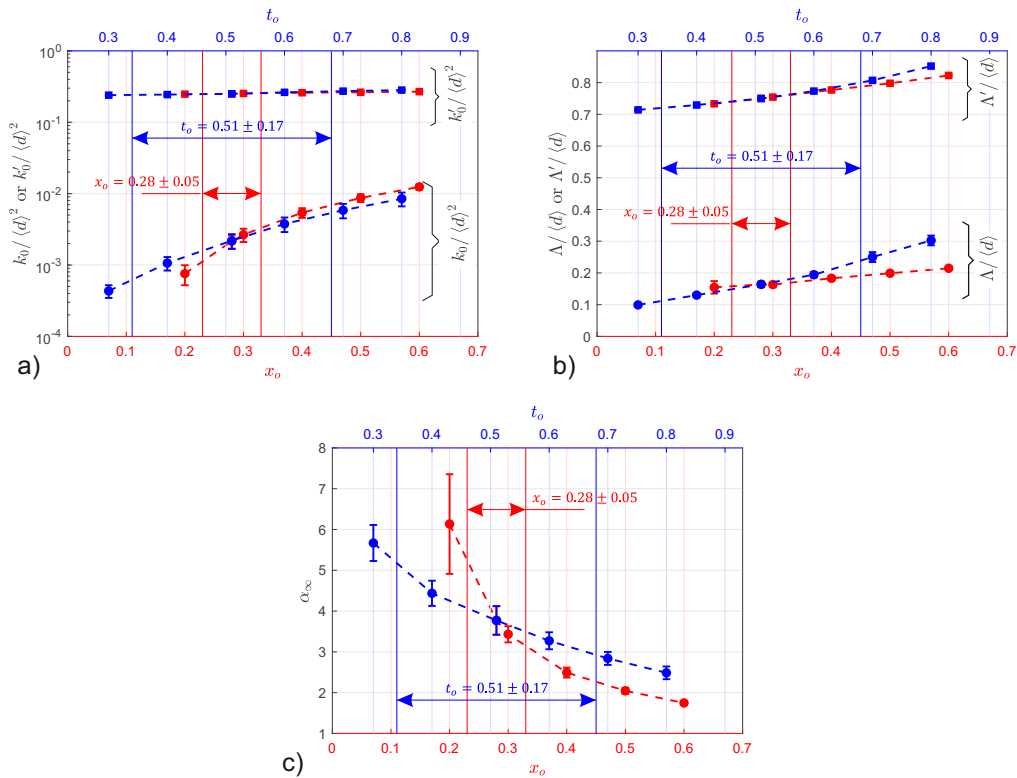 t_o
0.3 0.4 0.5 0.6 0.7 0.8 0.9
10^0
10^{-1}
10^{-2}
10^{-3}
10^{-4}
k_0/⟨d⟩^2 or k_0′/⟨d⟩^2
t_o = 0.51 ± 0.17
x_o = 0.28 ± 0.05
k_0′/⟨d⟩^2
k_0/⟨d⟩^2
0 0.1 0.2 0.3 0.4 0.5 0.6 0.7
x_o
a)
t_o
0.3 0.4 0.5 0.6 0.7 0.8 0.9
0.8
0.7
0.6
0.5
0.4
0.3
0.2
0.1
0
Λ/⟨d⟩ or Λ′/⟨d⟩
t_o = 0.51 ± 0.17
x_o = 0.28 ± 0.05
Λ′/⟨d⟩
Λ/⟨d⟩
0 0.1 0.2 0.3 0.4 0.5 0.6 0.7
x_o
b)
t_o
0.3 0.4 0.5 0.6 0.7 0.8 0.9
8
7
6
5
4
3
2
1
α_∞
x_o = 0.28 ± 0.05
t_o = 0.51 ± 0.17
0 0.1 0.2 0.3 0.4 0.5 0.6 0.7
x_o
c)